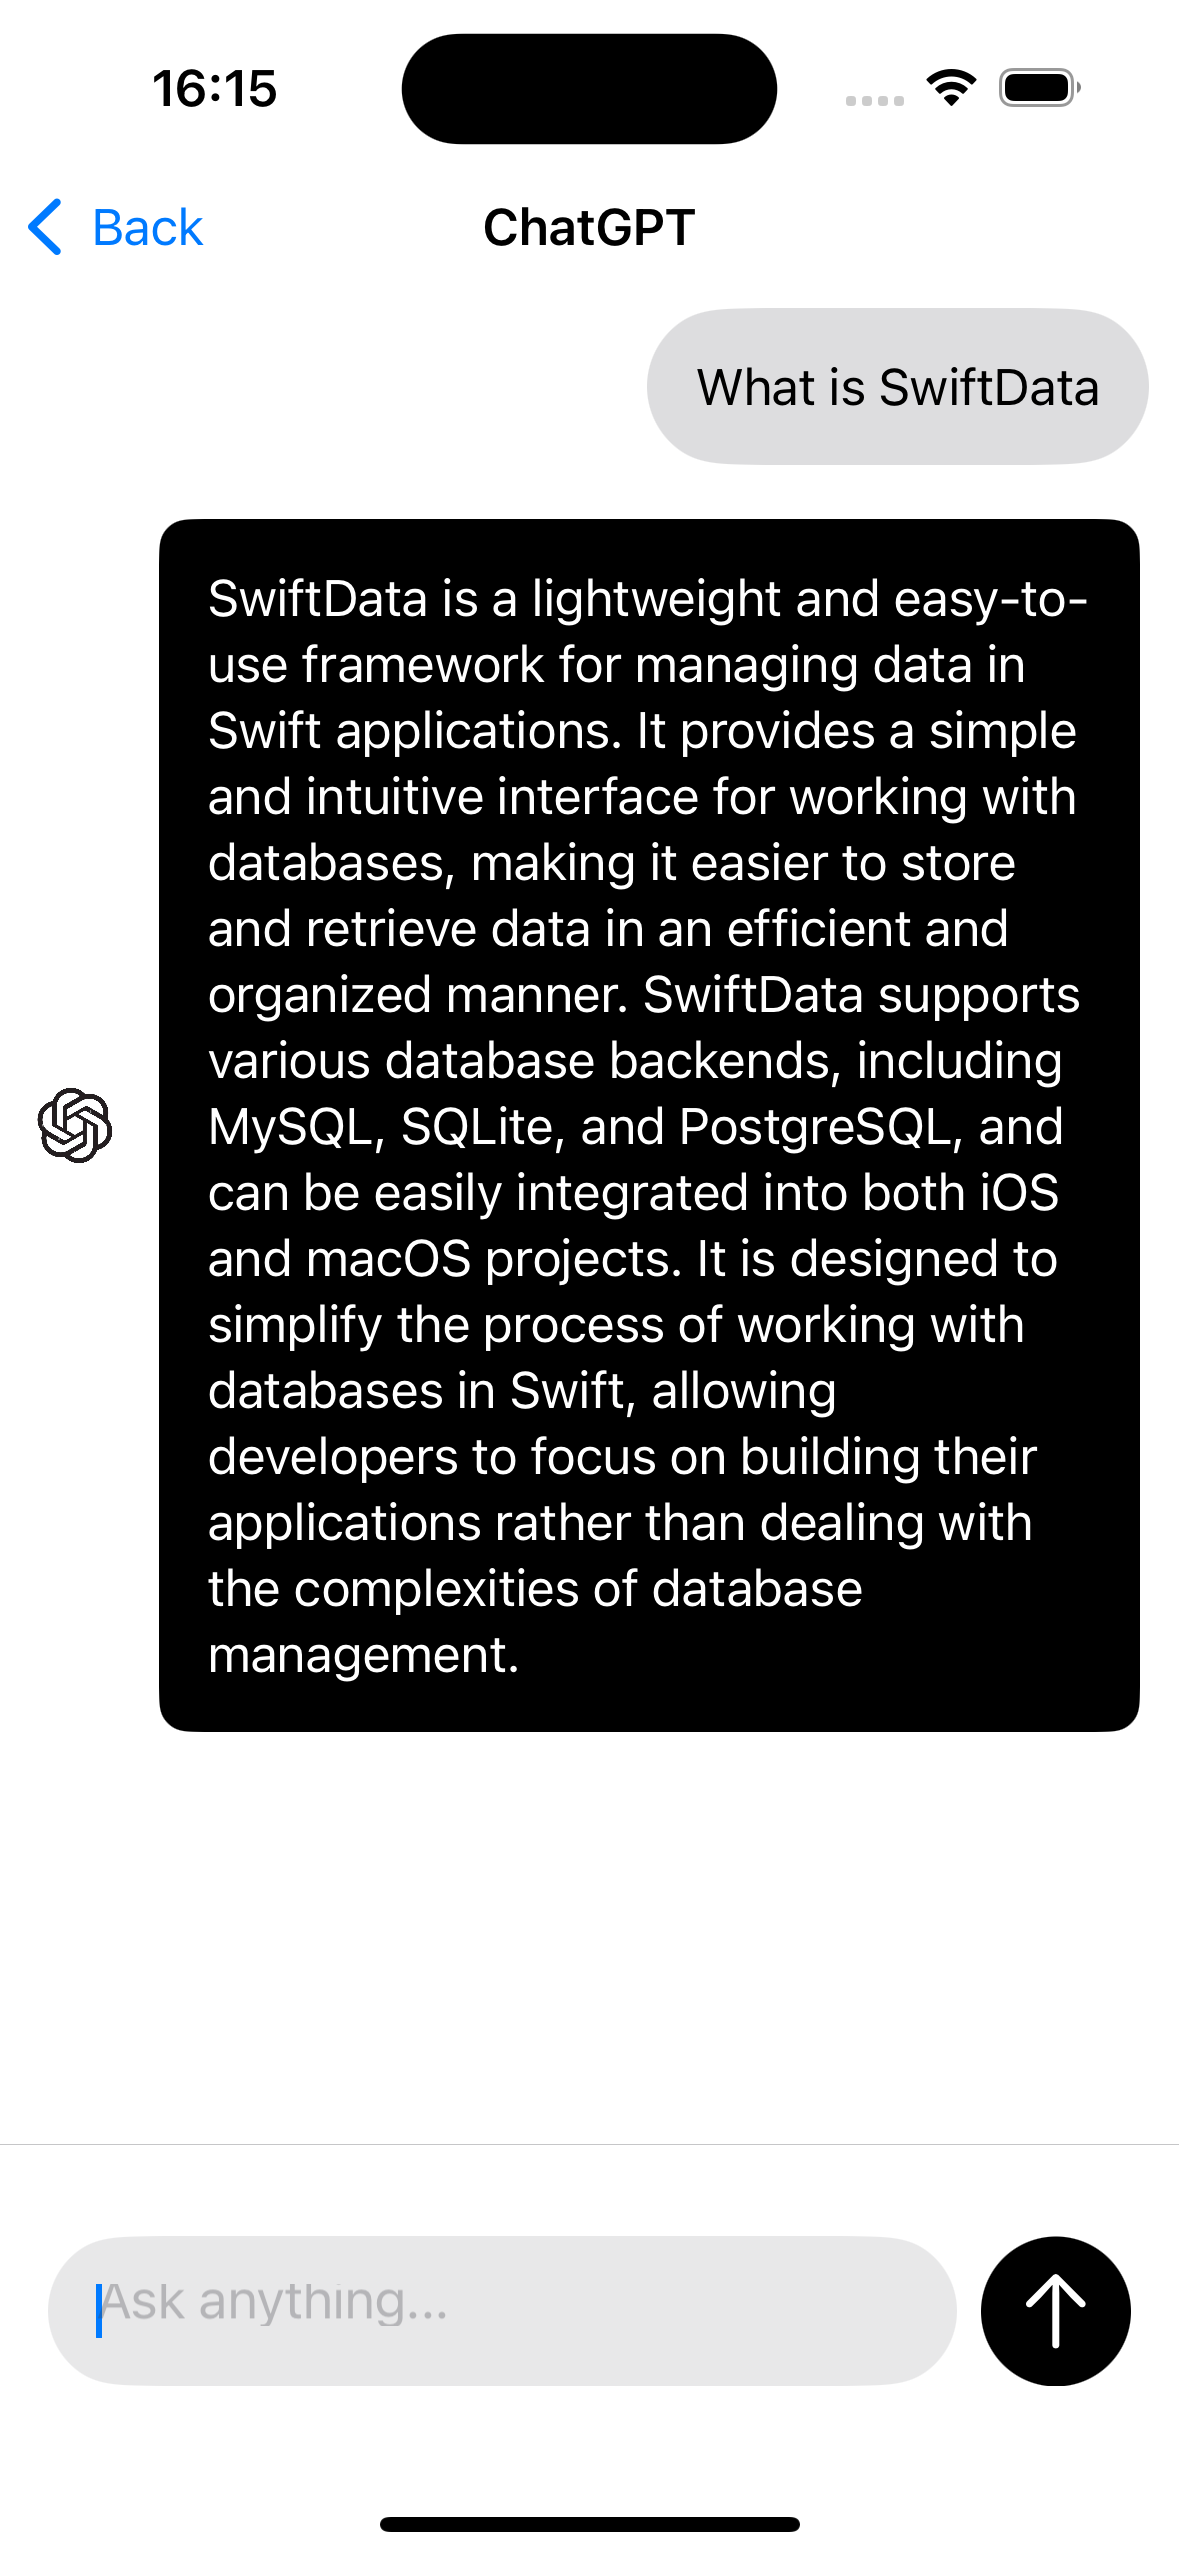 16:15
Back
ChatGPT
What is SwiftData
SwiftData is a lightweight and easy-to-
use framework for managing data in
Swift applications. It provides a simple
and intuitive interface for working with
databases, making it easier to store
and retrieve data in an efficient and
organized manner. SwiftData supports
various database backends, including
MySQL, SQLite, and PostgreSQL, and
can be easily integrated into both iOS
and macOS projects. It is designed to
simplify the process of working with
databases in Swift, allowing
developers to focus on building their
applications rather than dealing with
the complexities of database
management.
Ask anything...